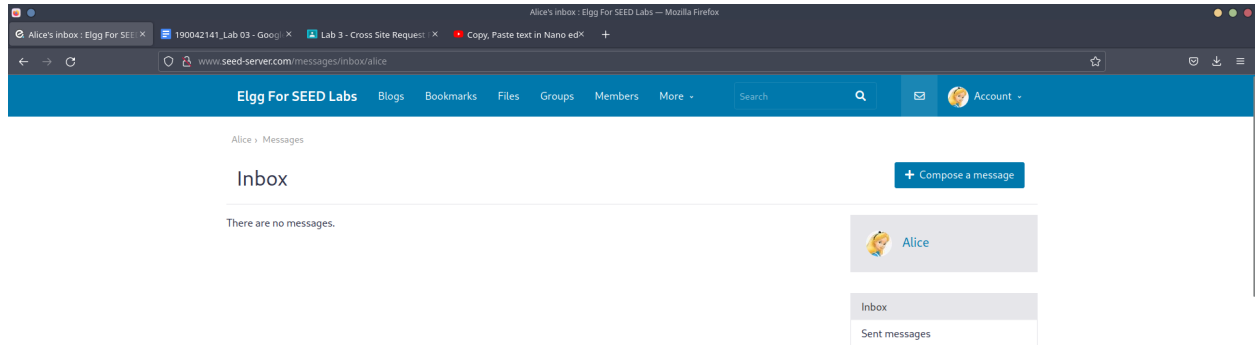 Alice's inbox : Elgg For SEED Labs — Mozilla Firefox
Alice's inbox : Elgg For SEE
190042141_Lab 03 - Googl
Lab 3 - Cross Site Request
Copy, Paste text in Nano ed
www.seed-server.com/messages/inbox/alice
Elgg For SEED Labs Blogs Bookmarks Files Groups Members More Search Account
Alice › Messages
Inbox
+ Compose a message
There are no messages.
Alice
Inbox
Sent messages